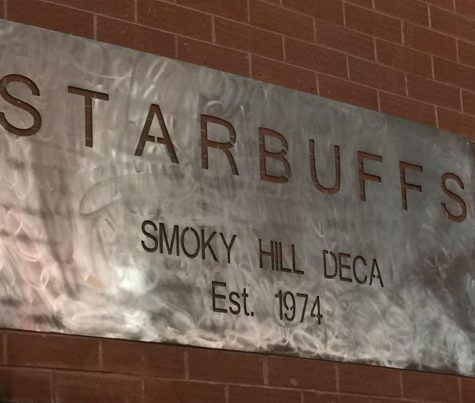 STARBUFFS
SMOKY HILL DECA
Est. 1974